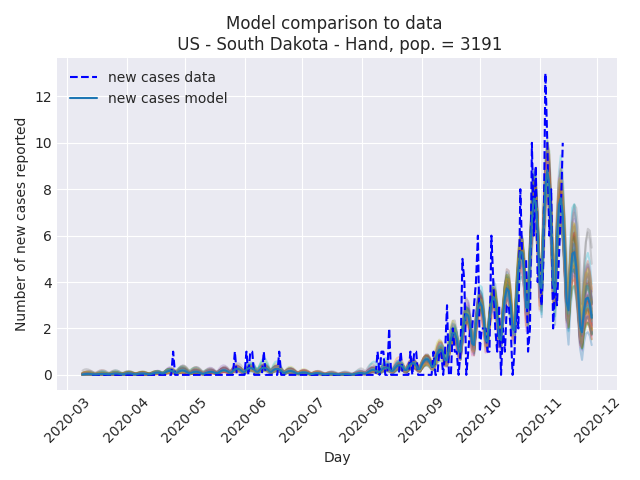 Model comparison to data
US - South Dakota - Hand, pop. = 3191
new cases data
new cases model
Number of new cases reported
12
10
8
6
4
2
0
2020-03
2020-04
2020-05
2020-06
2020-07
2020-08
2020-09
2020-10
2020-11
2020-12
Day